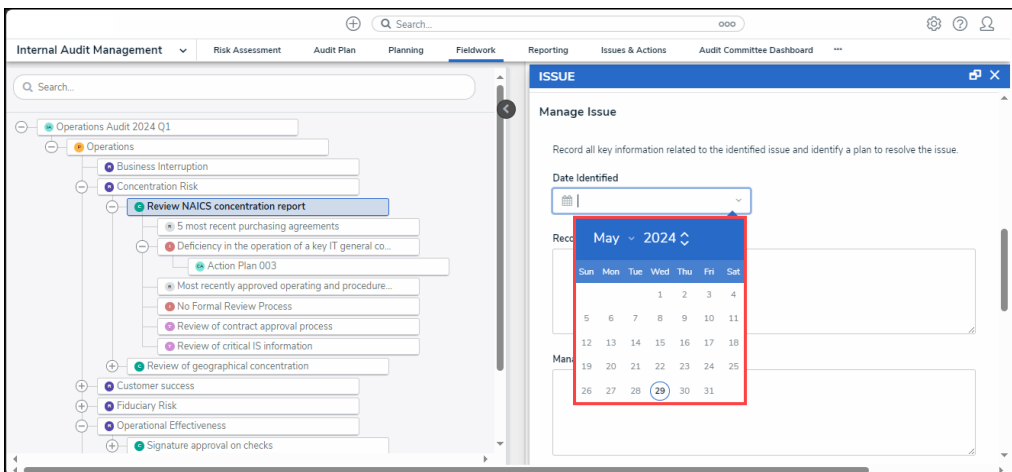 Search...
ooo
Internal Audit Management
Risk Assessment
Audit Plan
Planning
Fieldwork
Reporting
Issues & Actions
Audit Committee Dashboard
...
Search...
CA Operations Audit 2024 Q1
P Operations
R Business Interruption
R Concentration Risk
C Review NAICS concentration report
R 5 most recent purchasing agreements
I Deficiency in the operation of a key IT general co...
CA Action Plan 003
R Most recently approved operating and procedure...
I No Formal Review Process
T Review of contract approval process
T Review of critical IS information
C Review of geographical concentration
R Customer success
R Fiduciary Risk
R Operational Effectiveness
C Signature approval on checks
ISSUE
Manage Issue
Record all key information related to the identified issue and identify a plan to resolve the issue.
Date Identified
Reco
May 2024
Sun Mon Tue Wed Thu Fri Sat
1 2 3 4
5 6 7 8 9 10 11
12 13 14 15 16 17 18
Mana
19 20 21 22 23 24 25
26 27 28 29 30 31